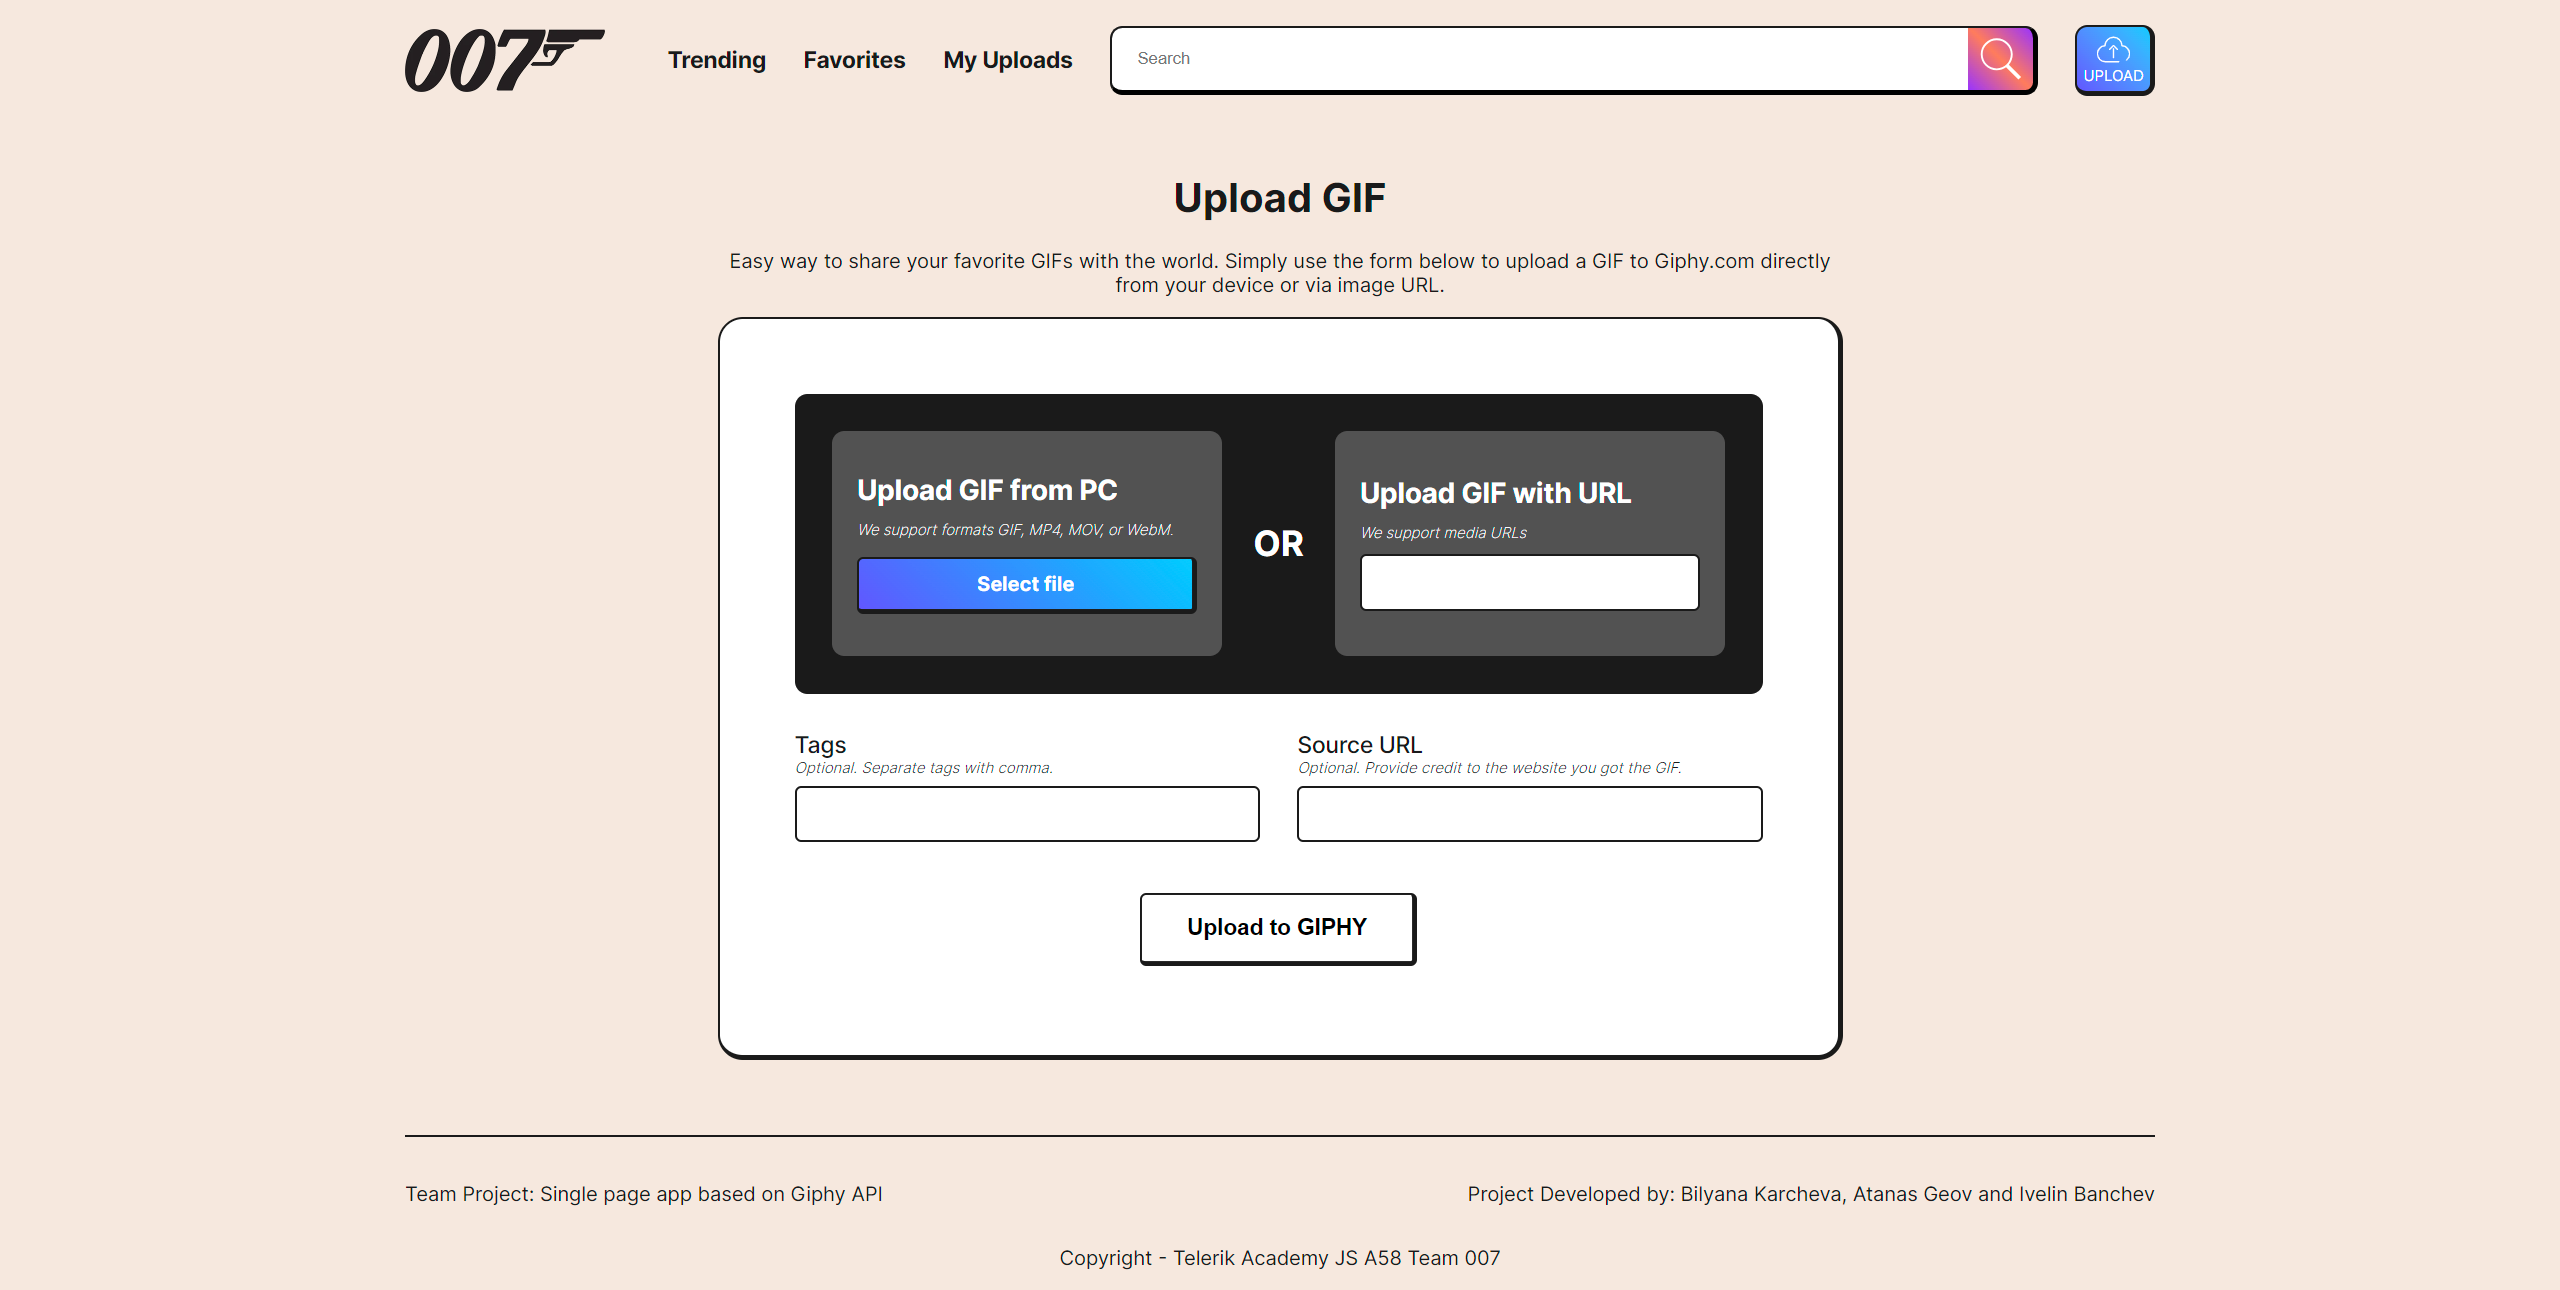 007
Trending Favorites My Uploads Search UPLOAD
Upload GIF
Easy way to share your favorite GIFs with the world. Simply use the form below to upload a GIF to Giphy.com directly
from your device or via image URL.
Upload GIF from PC
We support formats GIF, MP4, MOV, or WebM.
Select file
OR
Upload GIF with URL
We support media URLs
Tags
Optional. Separate tags with comma.
Source URL
Optional. Provide credit to the website you got the GIF.
Upload to GIPHY
Team Project: Single page app based on Giphy API
Project Developed by: Bilyana Karcheva, Atanas Geov and Ivelin Banchev
Copyright - Telerik Academy JS A58 Team 007